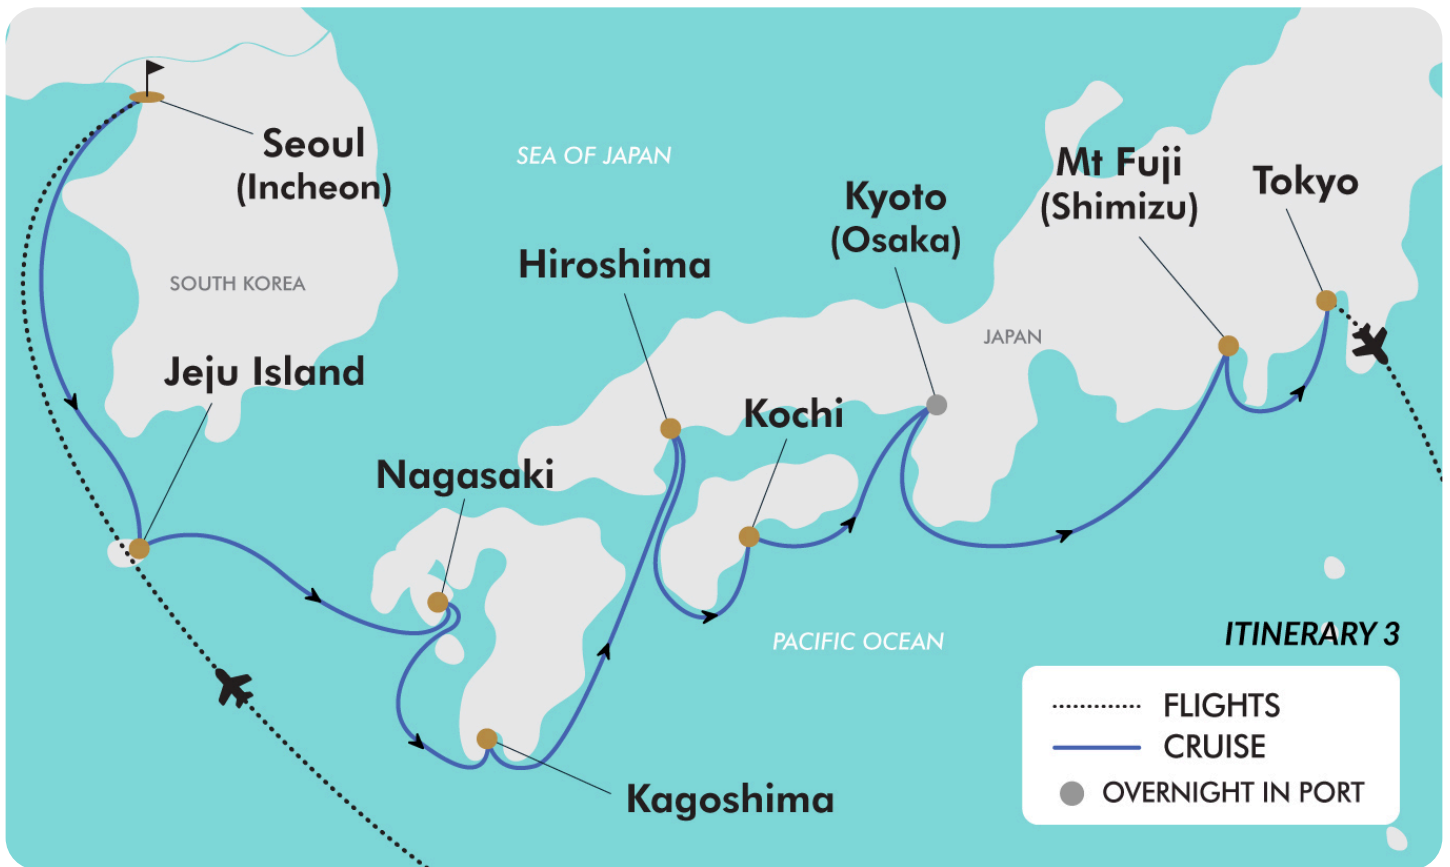 Seoul
(Incheon)
SEA OF JAPAN
Mt Fuji
(Shimizu)
Tokyo
Kyoto
(Osaka)
Hiroshima
SOUTH KOREA
JAPAN
Jeju Island
Kochi
Nagasaki
PACIFIC OCEAN
ITINERARY 3
FLIGHTS
CRUISE
OVERNIGHT IN PORT
Kagoshima